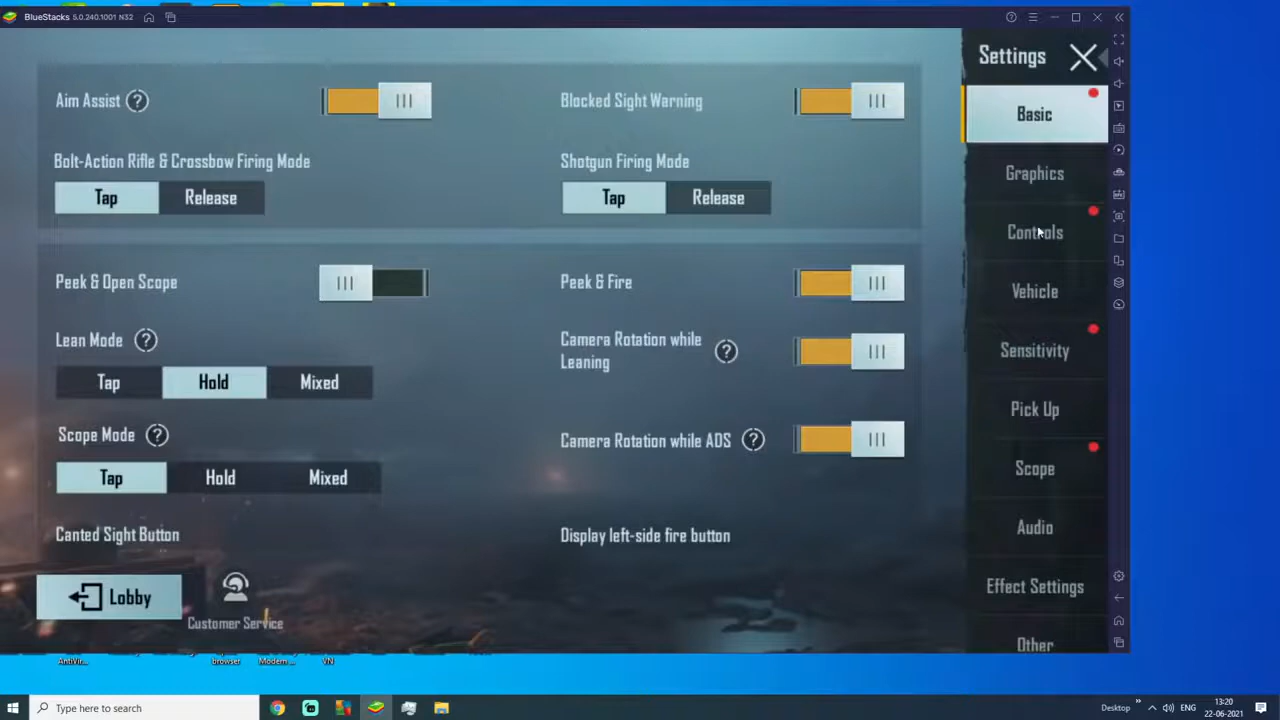 BlueStacks 5.0.240.1001 N32
Settings
Aim Assist ?
Blocked Sight Warning
Basic
Bolt-Action Rifle & Crossbow Firing Mode
Shotgun Firing Mode
Tap Release
Tap Release
Graphics
Controls
Peek & Open Scope
Peek & Fire
Vehicle
Lean Mode ?
Camera Rotation while
Leaning ?
Tap Hold Mixed
Sensitivity
Pick Up
Scope Mode ?
Camera Rotation while ADS ?
Tap Hold Mixed
Scope
Canted Sight Button
Display left-side fire button
Audio
Lobby
Customer Service
Effect Settings
Other
AntiVir...
browser
Modern ...
VN
Type here to search
Desktop
ENG
13:20
22-06-2021